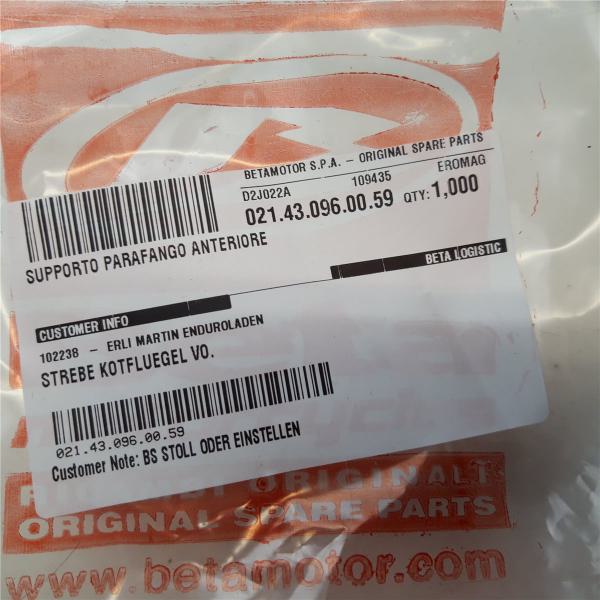 BETAMOTOR S.P.A. - ORIGINAL SPARE PARTS
D2J022A 109435 EROMAG
021.43.096.00.59 QTY: 1,000
SUPPORTO PARAFANGO ANTERIORE
BETA LOGISTIC
CUSTOMER INFO
102238 - ERLI MARTIN ENDUROLADEN
STREBE KOTFLUEGEL VO.
021.43.096.00.59
Customer Note: BS STOLL ODER EINSTELLEN
ORIGINALI
ORIGINAL SPARE PARTS
www.betamotor.com